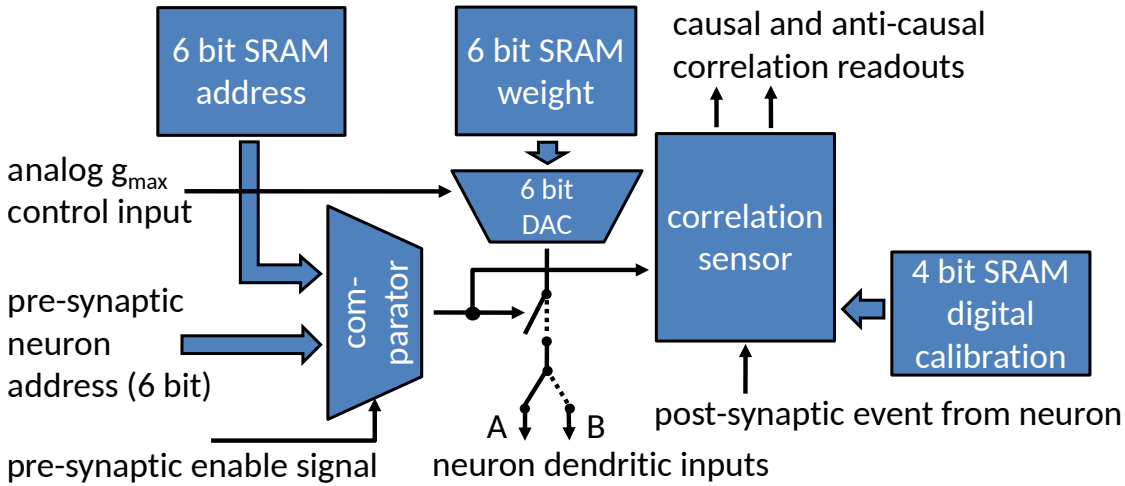 6 bit SRAM
address
6 bit SRAM
weight
causal and anti-causal
correlation readouts
analog gmax
control input
6 bit
DAC
correlation
sensor
4 bit SRAM
digital
calibration
com-
parator
pre-synaptic
neuron
address (6 bit)
A
B
post-synaptic event from neuron
pre-synaptic enable signal
neuron dendritic inputs